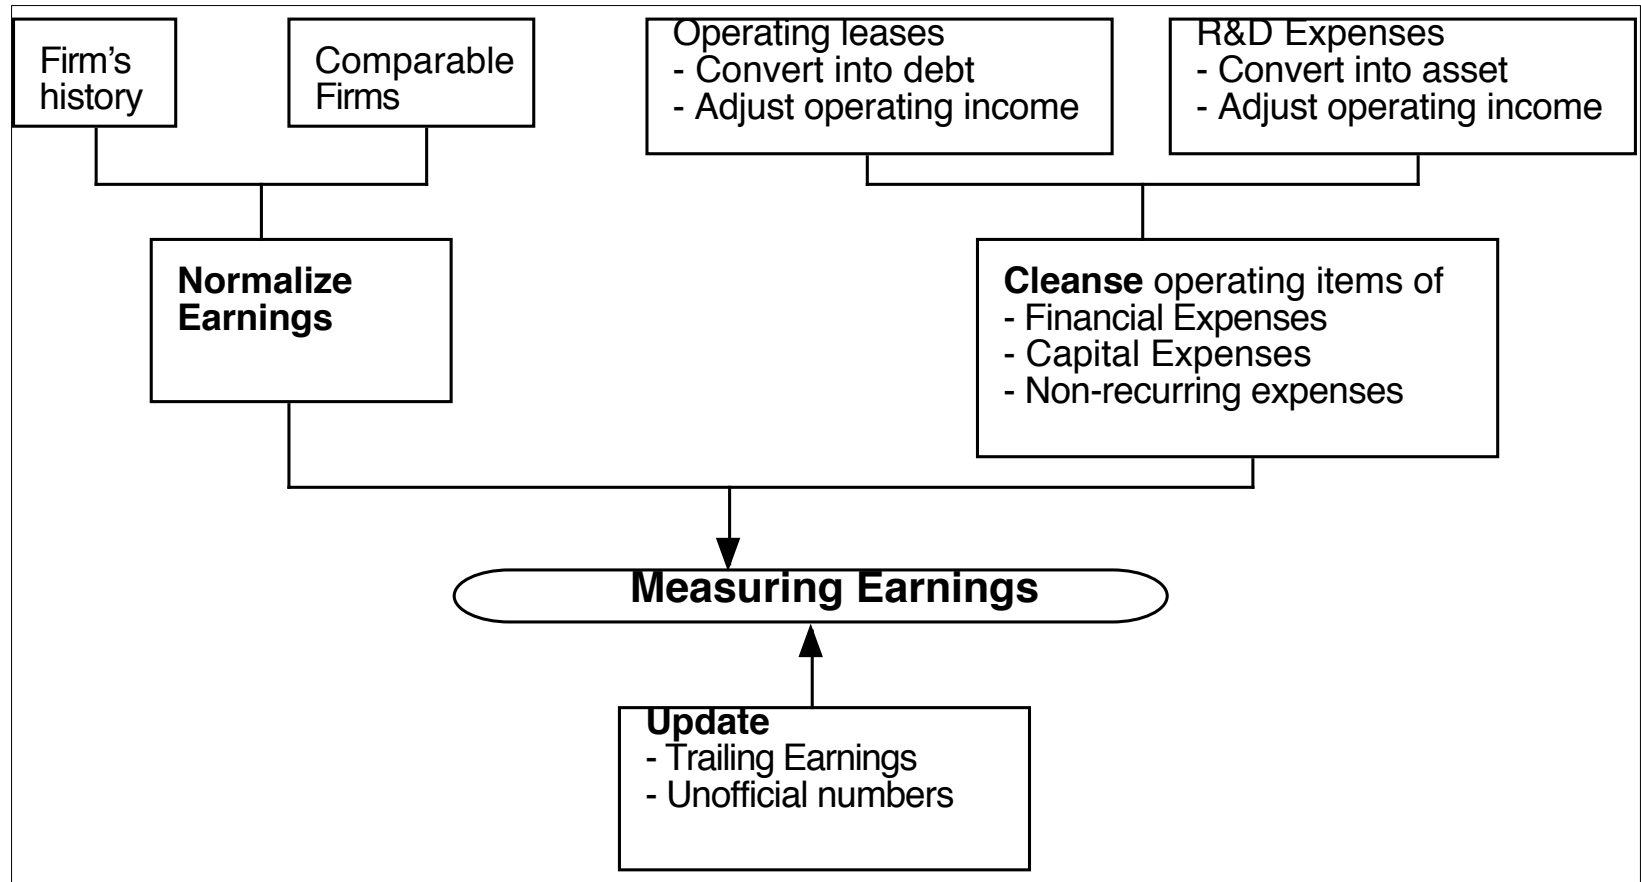 Firm's
history
Comparable
Firms
Operating leases
- Convert into debt
- Adjust operating income
R&D Expenses
- Convert into asset
- Adjust operating income
Normalize
Earnings
Cleanse operating items of
- Financial Expenses
- Capital Expenses
- Non-recurring expenses
Measuring Earnings
Update
- Trailing Earnings
- Unofficial numbers